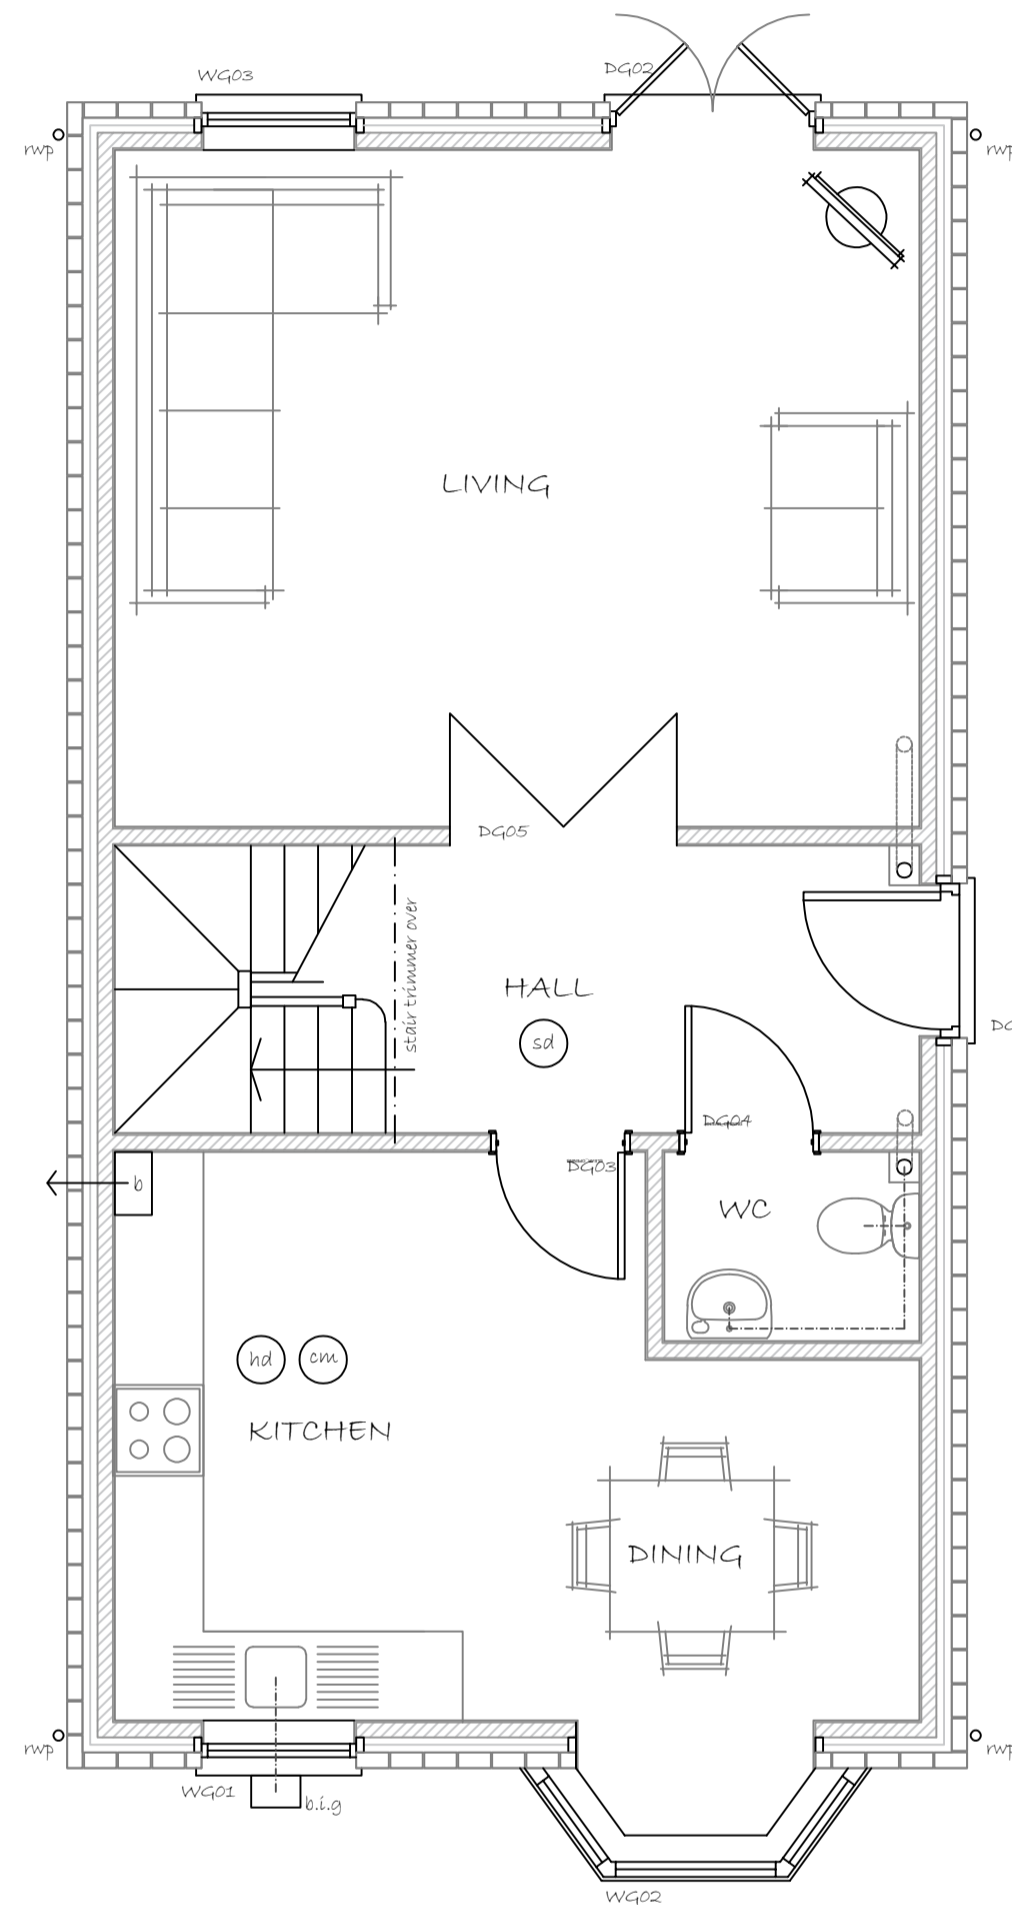 WG03
DG02
rwp
rwp
LIVING
DG05
stair trimmer over
HALL
sd
DG
DG04
DG03
b
WC
hd
cm
KITCHEN
DINING
rwp
rwp
WG01
b.i.g
WG02